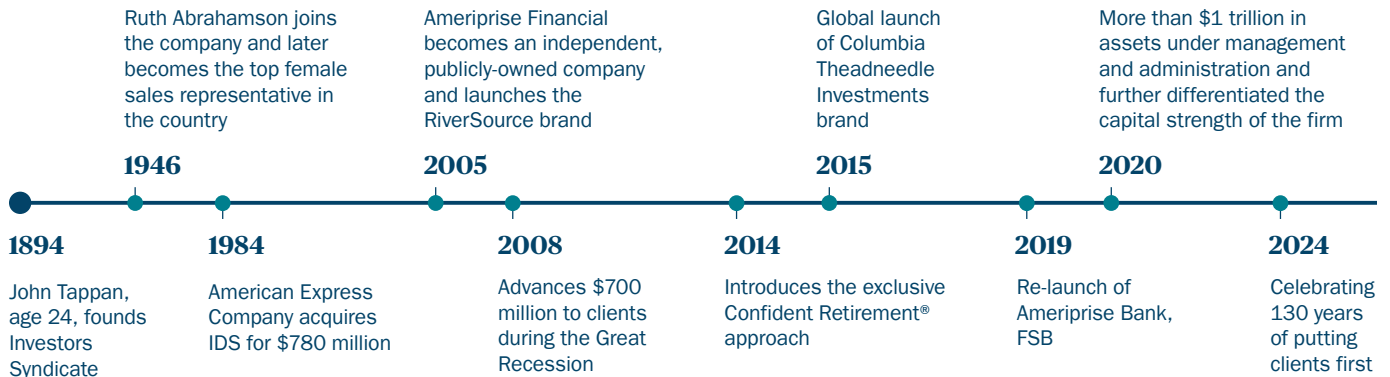 Ruth Abrahamson joins
the company and later
becomes the top female
sales representative in
the country
1946
Ameriprise Financial
becomes an independent,
publicly-owned company
and launches the
RiverSource brand
2005
Global launch
of Columbia
Theadneedle
Investments
brand
2015
More than $1 trillion in
assets under management
and administration and
further differentiated the
capital strength of the firm
2020
1894
John Tappan,
age 24, founds
Investors
Syndicate
1984
American Express
Company acquires
IDS for $780 million
2008
Advances $700
million to clients
during the Great
Recession
2014
Introduces the exclusive
Confident Retirement®
approach
2019
Re-launch of
Ameriprise Bank,
FSB
2024
Celebrating
130 years
of putting
clients first